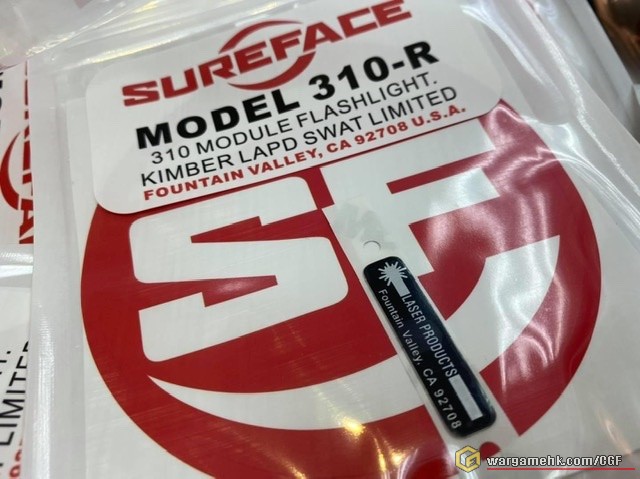 SUREFACE
MODEL 310-R
310 MODULE FLASHLIGHT.
KIMBER LAPD SWAT LIMITED
FOUNTAIN VALLEY, CA 92708 U.S.A.
SF
LASER PRODUCTS
Fountain Valley, CA 92708
wargamehk.com/CGF